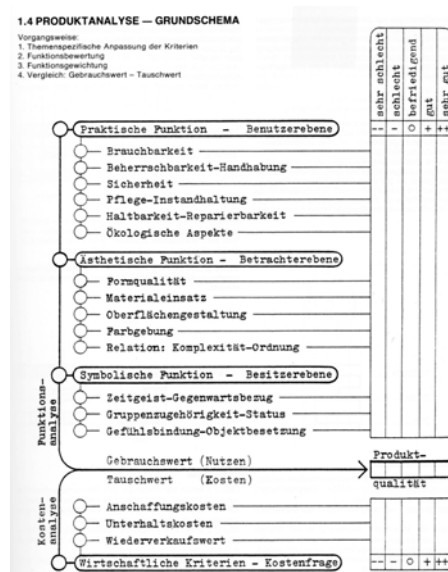 1.4 PRODUKTANALYSE — GRUNDSCHEMA
Vorgangsweise:
1. Themenspezifische Anpassung der Kriterien
2. Funktionsbewertung
3. Funktionsgewichtung
4. Vergleich: Gebrauchswert – Tauschwert
sehr schlecht
schlecht
befriedigend
gut
sehr gut
-- - O + ++
Praktische Funktion – Benutzerebene
Brauchbarkeit
Beherrschbarkeit-Handhabung
Sicherheit
Pflege-Instandhaltung
Haltbarkeit-Reparierbarkeit
Ökologische Aspekte
Ästhetische Funktion – Betrachterebene
Formqualität
Materialeinsatz
Oberflächengestaltung
Farbgebung
Relation: Komplexität-Ordnung
Symbolische Funktion – Besitzerebene
Zeitgeist-Gegenwartsbezug
Gruppenzugehörigkeit-Status
Gefühlsbindung-Objektbesetzung
Funktions-
analyse
Gebrauchswert (Nutzen)
Tauschwert (Kosten)
Produkt-
qualität
Kosten-
analyse
Anschaffungskosten
Unterhaltskosten
Wiederverkaufswert
Wirtschaftliche Kriterien – Kostenfrage
-- - O + ++